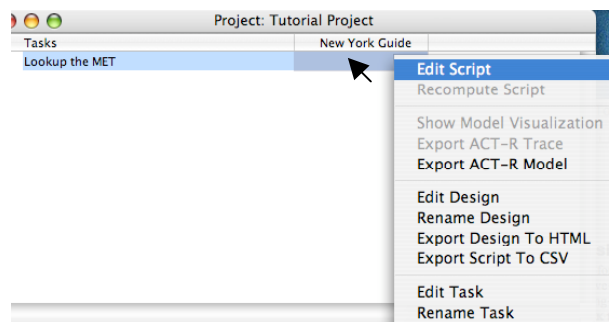 Project: Tutorial Project
Tasks New York Guide
Lookup the MET
Edit Script
Recompute Script
Show Model Visualization
Export ACT-R Trace
Export ACT-R Model
Edit Design
Rename Design
Export Design To HTML
Export Script To CSV
Edit Task
Rename Task